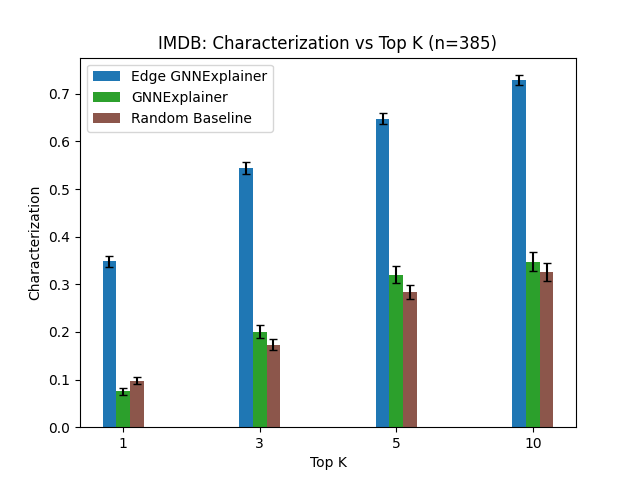 IMDB: Characterization vs Top K (n=385)
Edge GNNExplainer
GNNExplainer
Random Baseline
Characterization
0.7
0.6
0.5
0.4
0.3
0.2
0.1
0.0
1 3 5 10
Top K